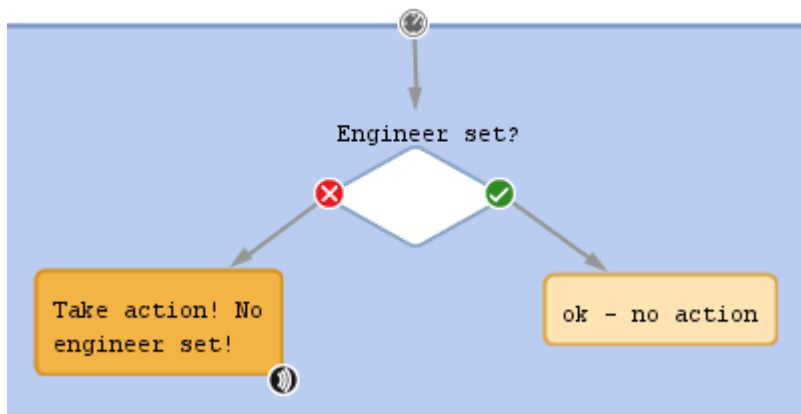 Engineer set?
Take action! No
engineer set!
ok - no action